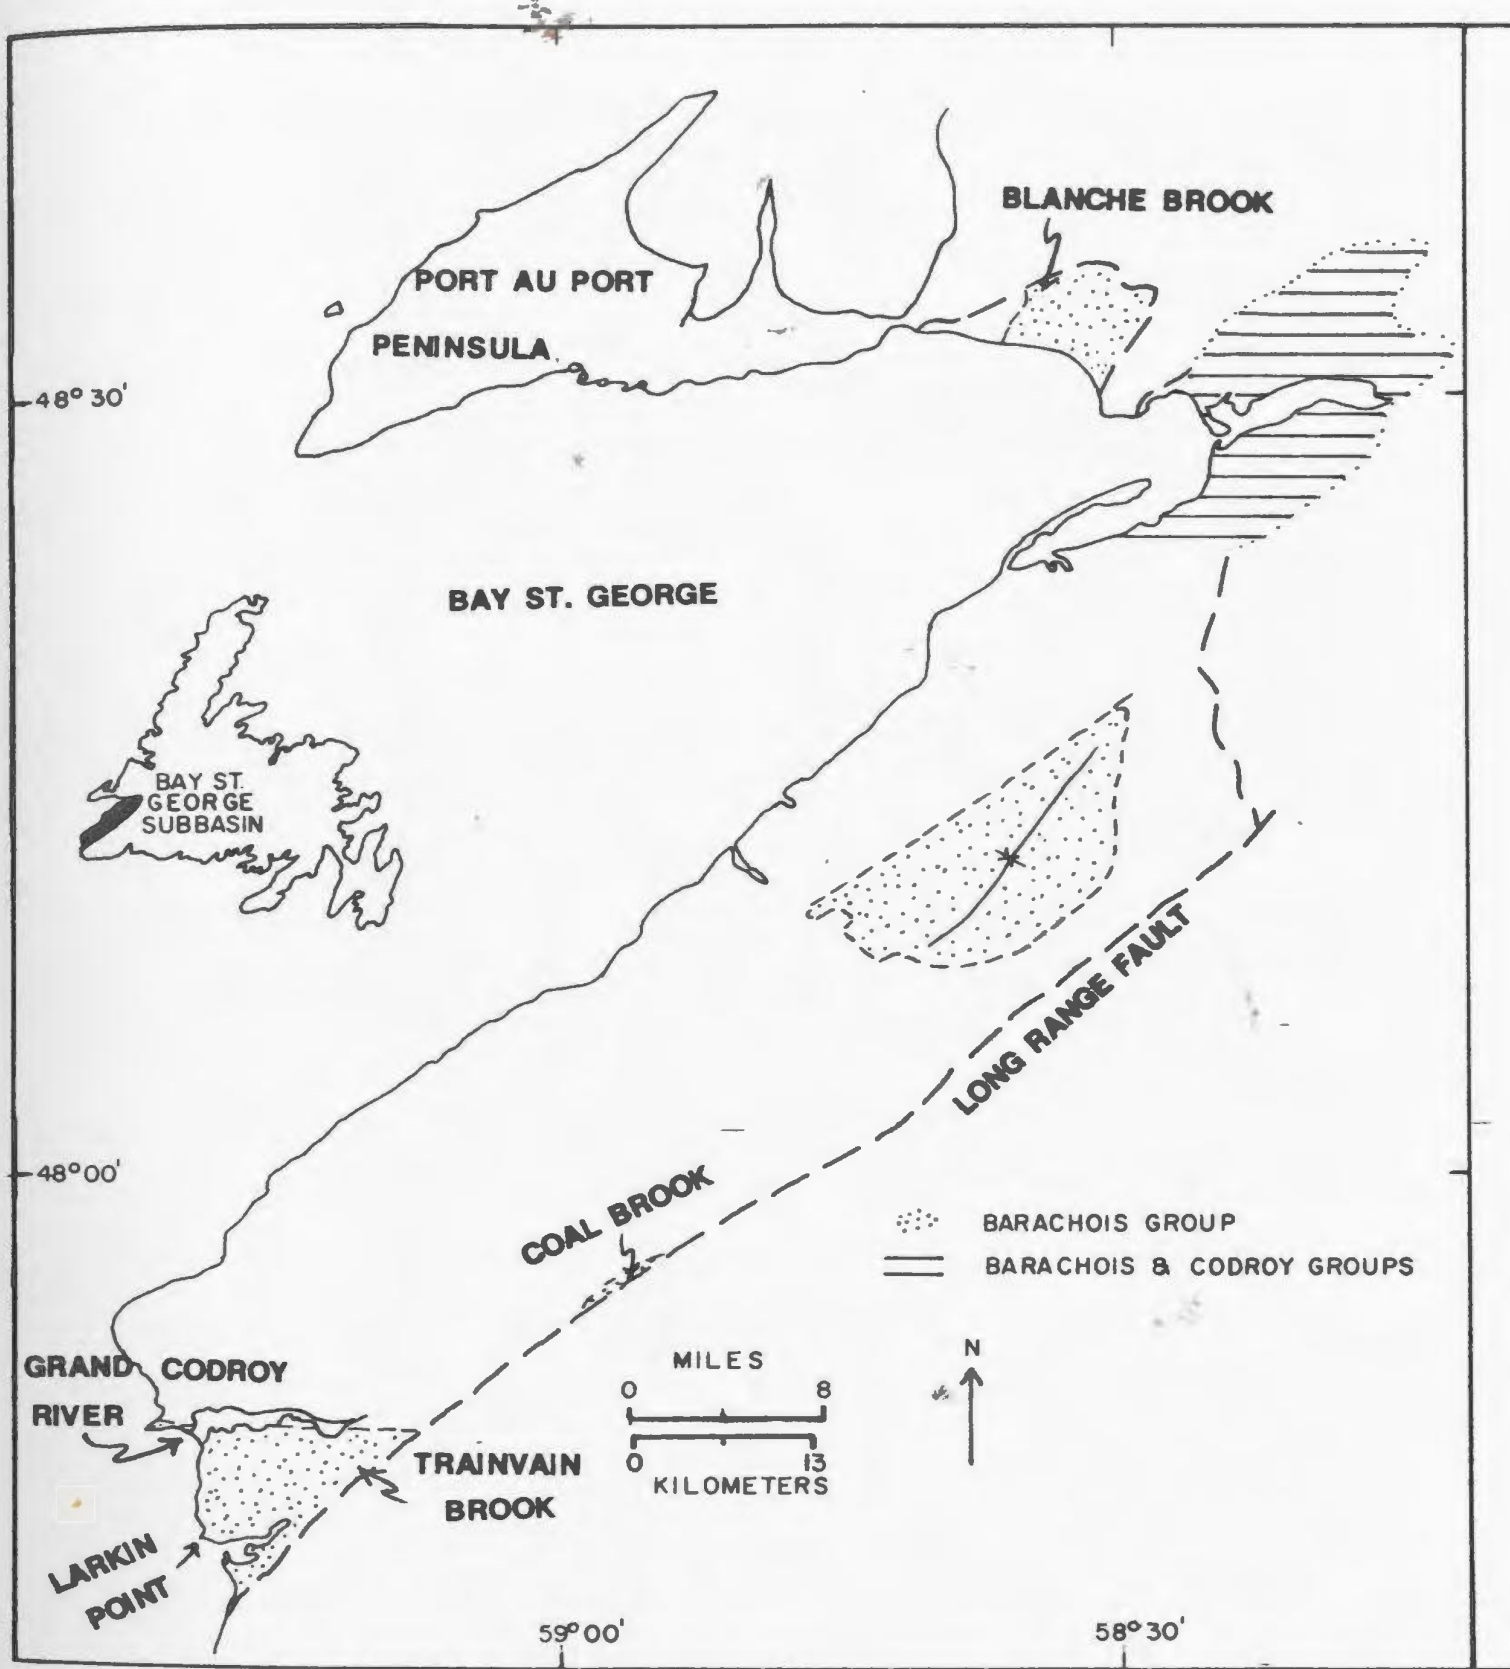 BLANCHE BROOK
PORT AU PORT
PENINSULA
48°30'
BAY ST. GEORGE
BAY ST.
GEORGE
SUBBASIN
LONG RANGE FAULT
48°00'
COAL BROOK
BARACHOIS GROUP
BARACHOIS & CODROY GROUPS
N
MILES
0 8
0 13
KILOMETERS
GRAND CODROY
RIVER
TRAINVAIN
BROOK
LARKIN
POINT
59°00' 58°30'